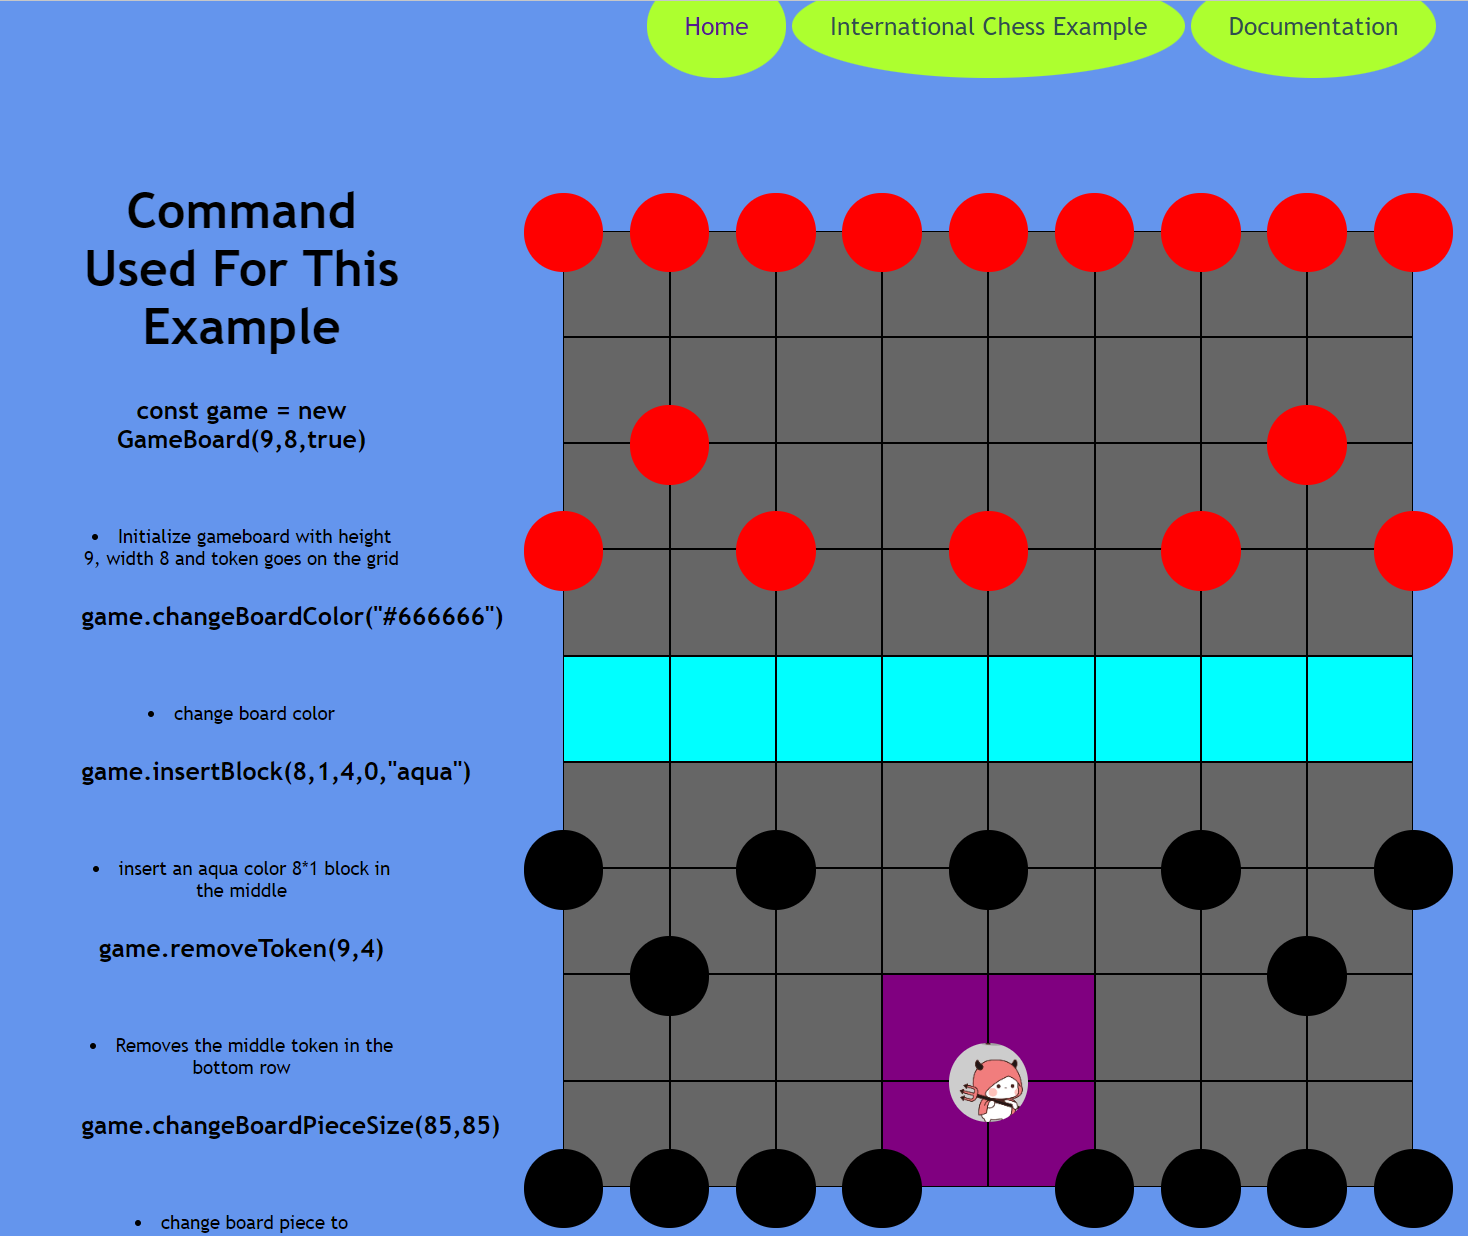 Home
International Chess Example
Documentation
Command
Used For This
Example
const game = new
GameBoard(9,8,true)
• Initialize gameboard with height
9, width 8 and token goes on the grid
game.changeBoardColor("#666666")
• change board color
game.insertBlock(8,1,4,0,"aqua")
• insert an aqua color 8*1 block in
the middle
game.removeToken(9,4)
• Removes the middle token in the
bottom row
game.changeBoardPieceSize(85,85)
• change board piece to